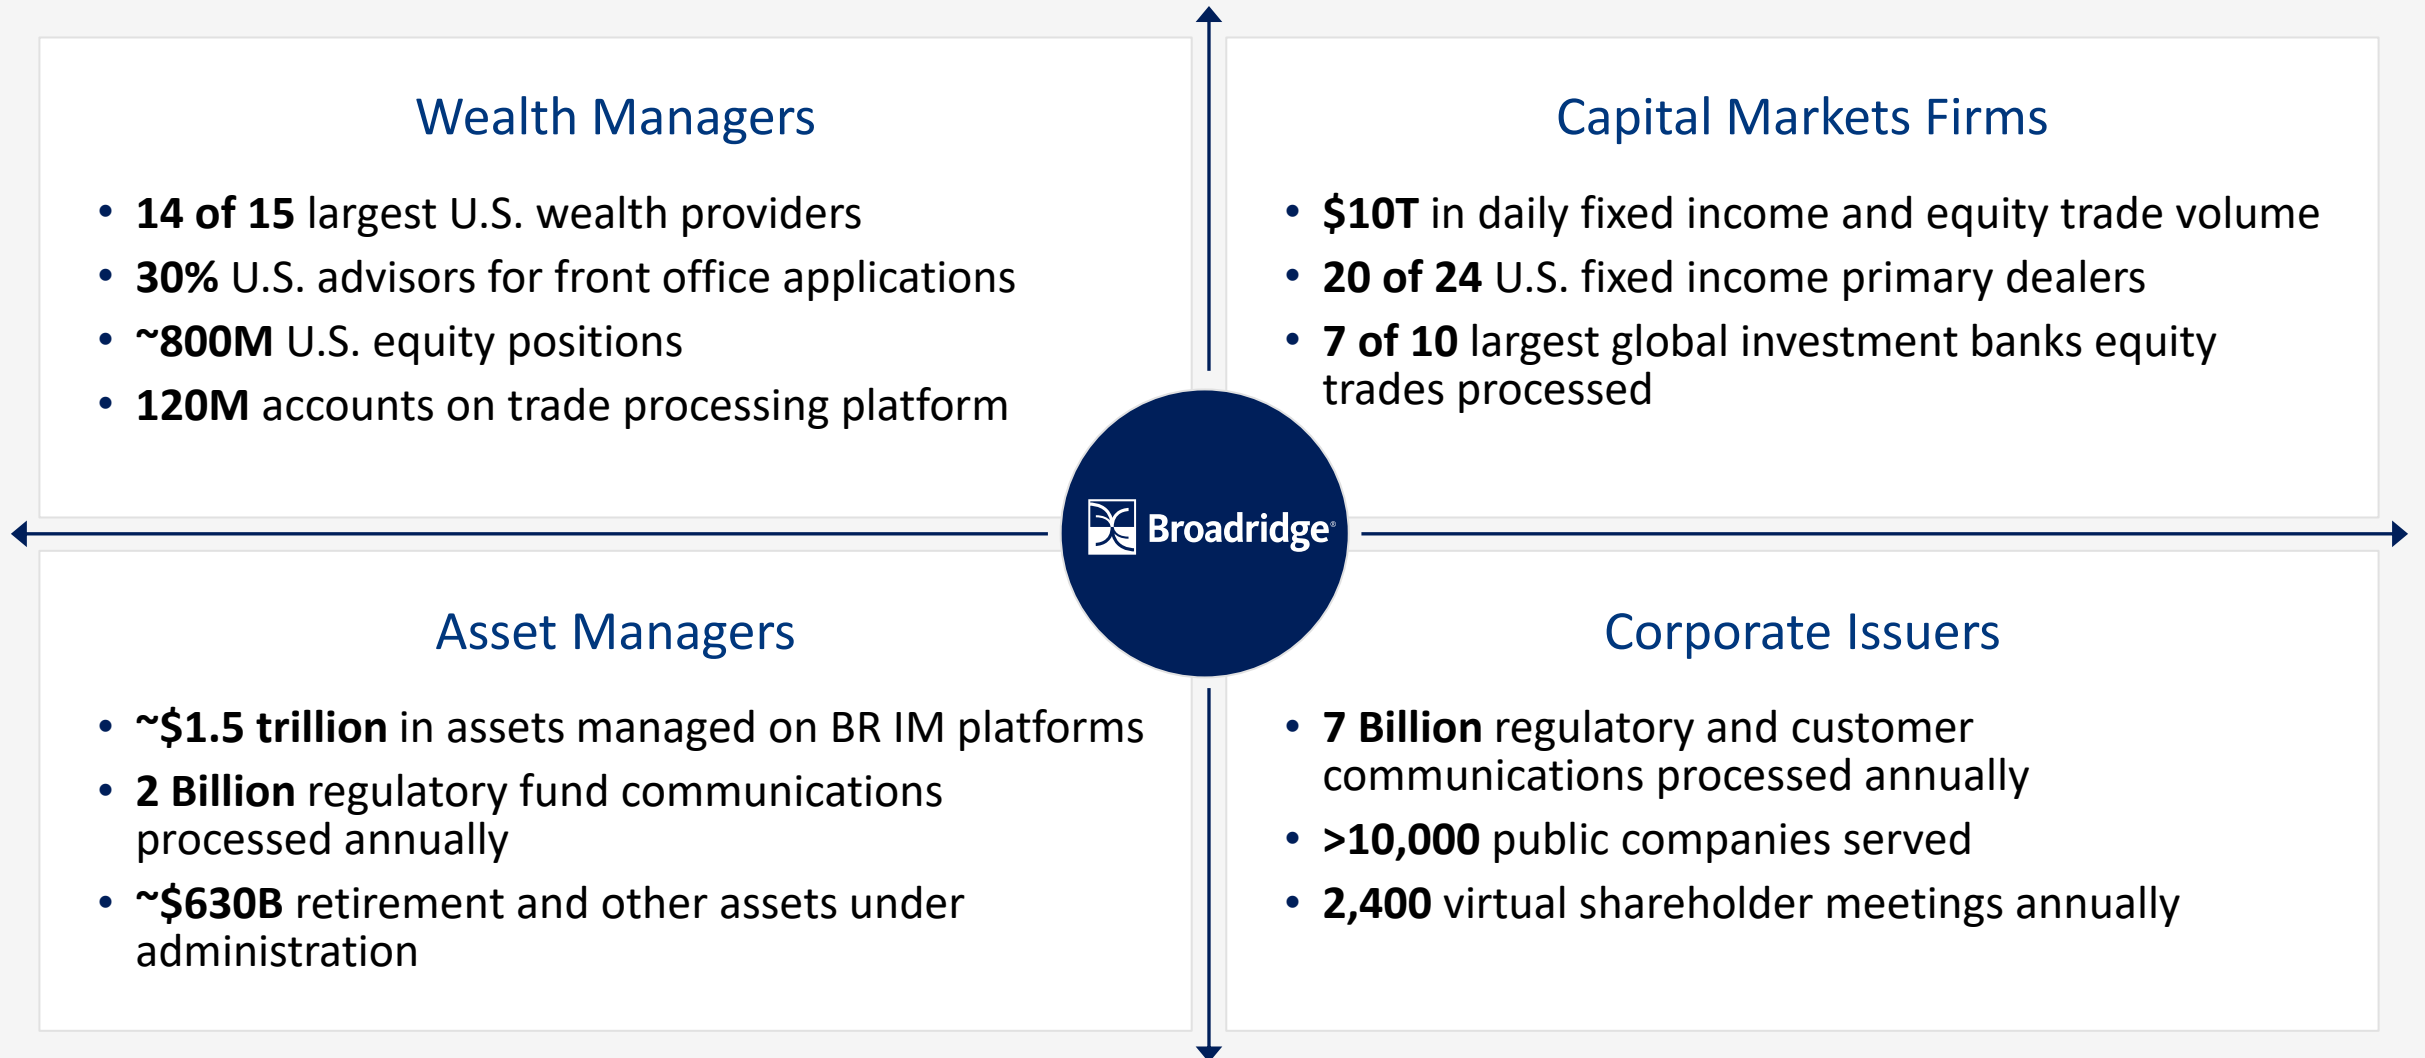 Wealth Managers
• 14 of 15 largest U.S. wealth providers
• 30% U.S. advisors for front office applications
• ~800M U.S. equity positions
• 120M accounts on trade processing platform
Capital Markets Firms
• $10T in daily fixed income and equity trade volume
• 20 of 24 U.S. fixed income primary dealers
• 7 of 10 largest global investment banks equity
trades processed
Broadridge®
Asset Managers
• ~$1.5 trillion in assets managed on BR IM platforms
• 2 Billion regulatory fund communications
processed annually
• ~$630B retirement and other assets under
administration
Corporate Issuers
• 7 Billion regulatory and customer
communications processed annually
• >10,000 public companies served
• 2,400 virtual shareholder meetings annually